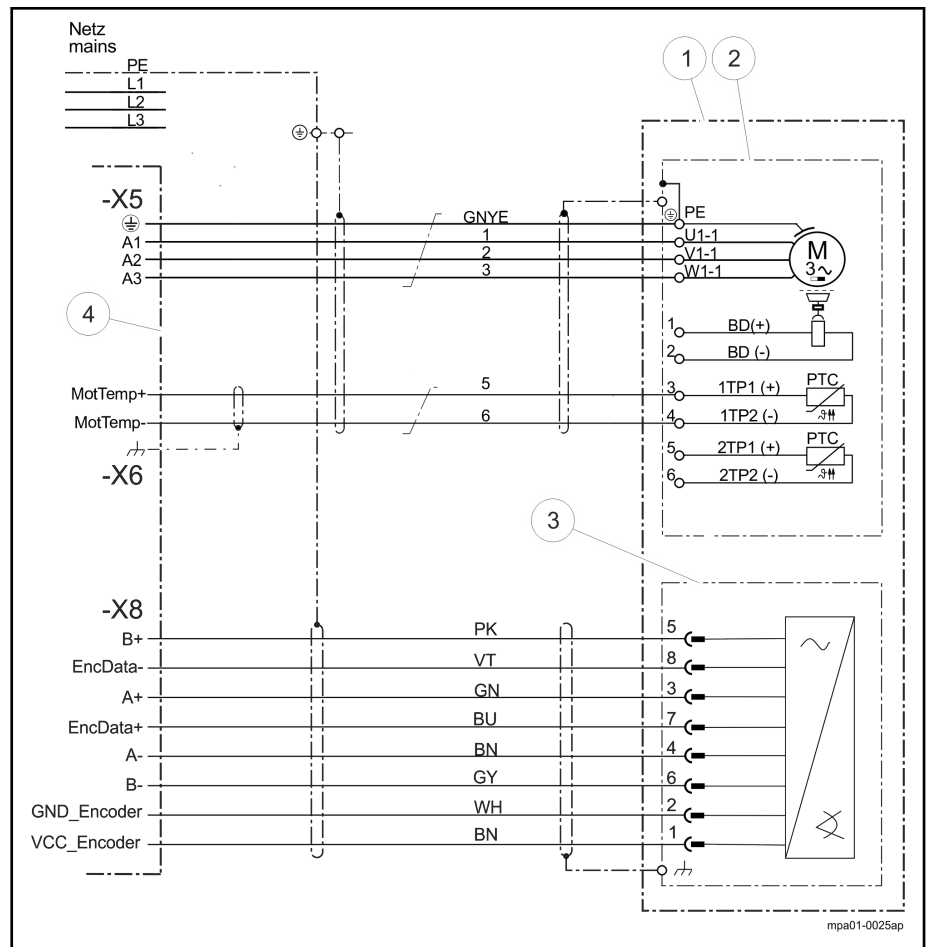 Netz
mains
PE
L1
L2
L3
1
2
-X5
GNYE
PE
A1
1
U1-1
A2
2
V1-1
A3
3
W1-1
M
3~
4
1
BD(+)
2
BD (-)
MotTemp+
5
3
1TP1 (+)
PTC
MotTemp-
6
4
1TP2 (-)
ϑ
5
2TP1 (+)
PTC
-X6
6
2TP2 (-)
ϑ
3
-X8
B+
PK
5
EncData-
VT
8
A+
GN
3
EncData+
BU
7
A-
BN
4
B-
GY
6
GND_Encoder
WH
2
VCC_Encoder
BN
1
mpa01-0025ap